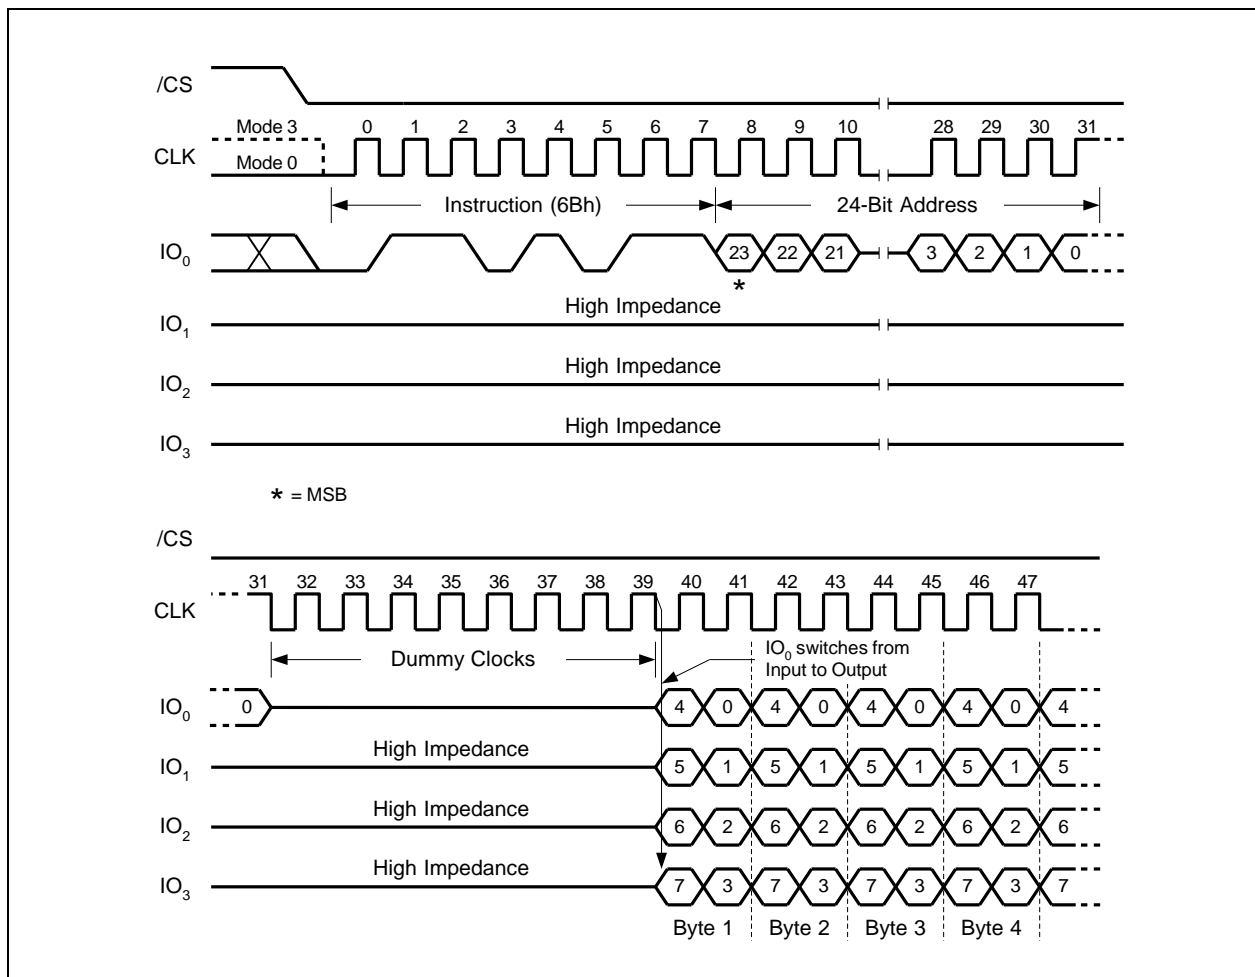 /CS
Mode 3 0 1 2 3 4 5 6 7 8 9 10 28 29 30 31
CLK
Mode 0
Instruction (6Bh) 24-Bit Address
IO0 23 22 21 3 2 1 0
*
High Impedance
IO1
High Impedance
IO2
High Impedance
IO3
* = MSB
/CS
31 32 33 34 35 36 37 38 39 40 41 42 43 44 45 46 47
CLK
Dummy Clocks
IO0 switches from
Input to Output
IO0 0 4 0 4 0 4 0 4 0 4
High Impedance
IO1 5 1 5 1 5 1 5 1 5
High Impedance
IO2 6 2 6 2 6 2 6 2 6
High Impedance
IO3 7 3 7 3 7 3 7 3 7
Byte 1 Byte 2 Byte 3 Byte 4